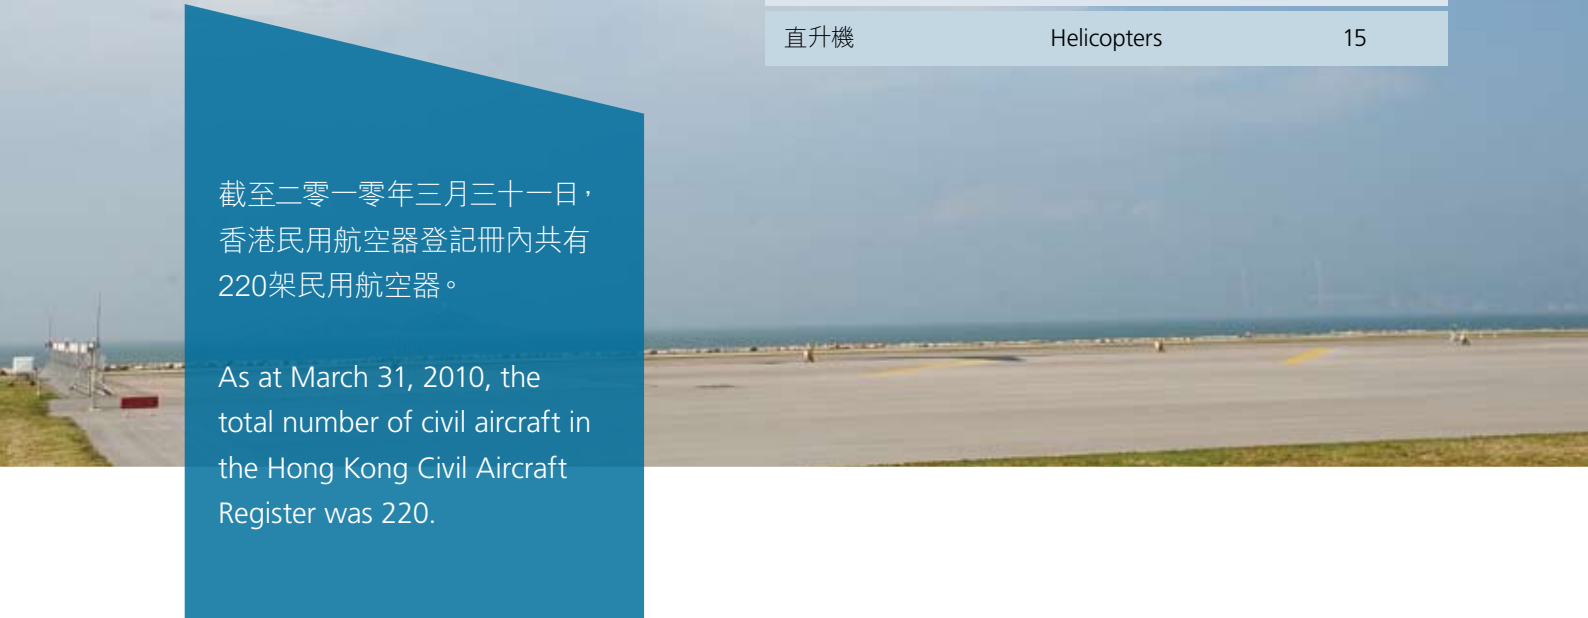 直升機 Helicopters 15
截至二零一零年三月三十一日，
香港民用航空器登記冊內共有
220架民用航空器。
As at March 31, 2010, the
total number of civil aircraft in
the Hong Kong Civil Aircraft
Register was 220.